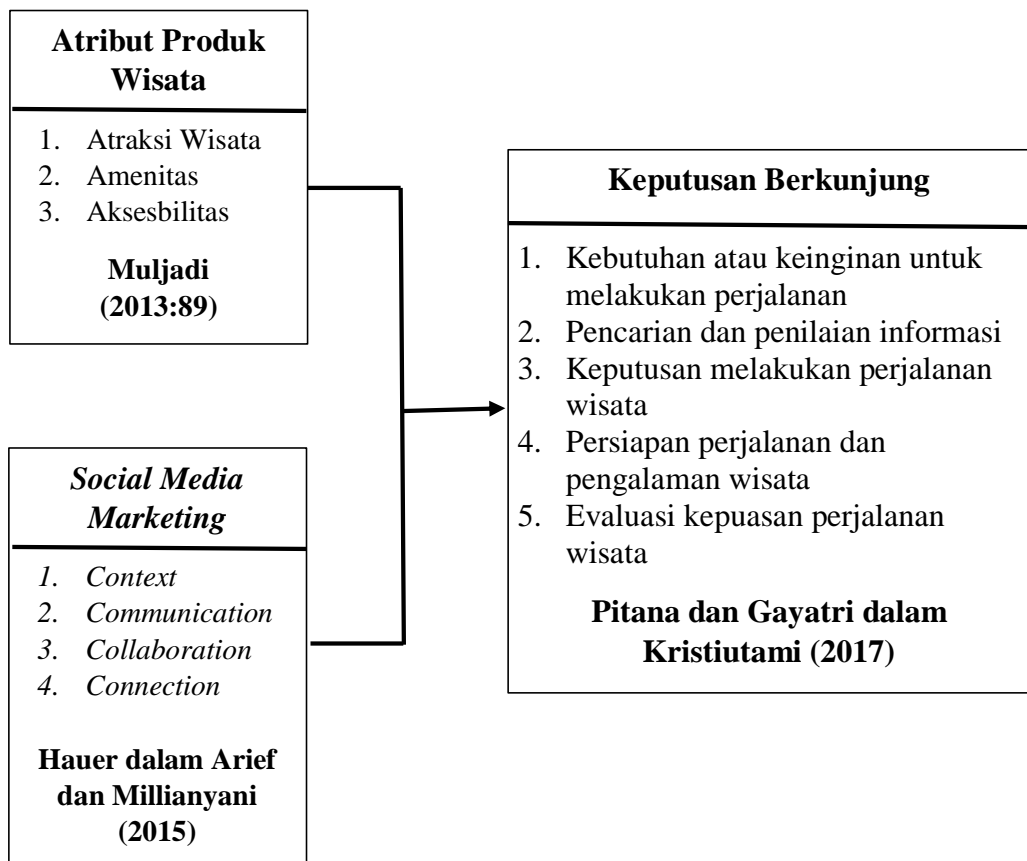 Atribut Produk
Wisata
1. Atraksi Wisata
2. Amenitas
3. Aksesbilitas
Muljadi
(2013:89)
Social Media
Marketing
1. Context
2. Communication
3. Collaboration
4. Connection
Hauer dalam Arief
dan Millianyani
(2015)
Keputusan Berkunjung
1. Kebutuhan atau keinginan untuk
melakukan perjalanan
2. Pencarian dan penilaian informasi
3. Keputusan melakukan perjalanan
wisata
4. Persiapan perjalanan dan
pengalaman wisata
5. Evaluasi kepuasan perjalanan
wisata
Pitana dan Gayatri dalam
Kristiutami (2017)